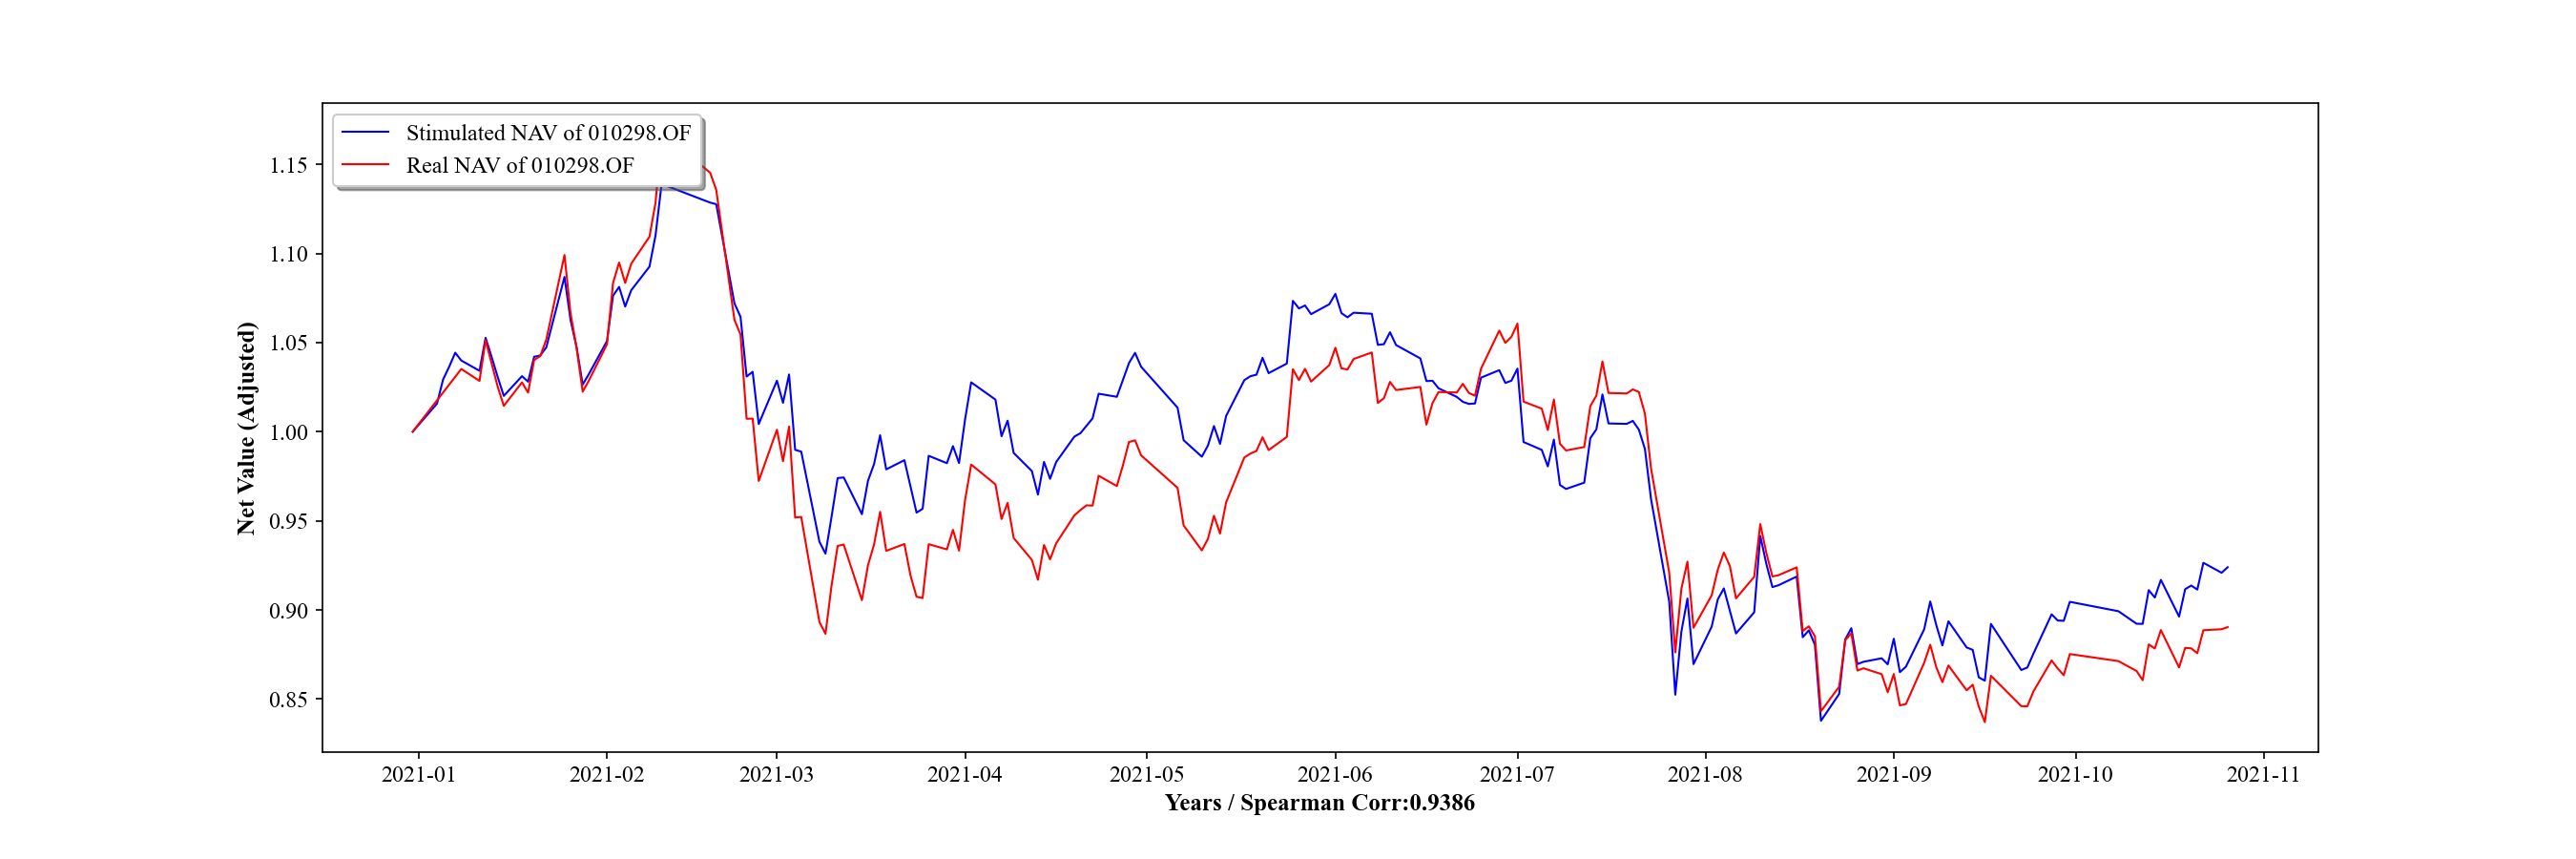 Stimulated NAV of 010298.OF
Real NAV of 010298.OF
Net Value (Adjusted)
1.15
1.10
1.05
1.00
0.95
0.90
0.85
2021-01 2021-02 2021-03 2021-04 2021-05 2021-06 2021-07 2021-08 2021-09 2021-10 2021-11
Years / Spearman Corr:0.9386